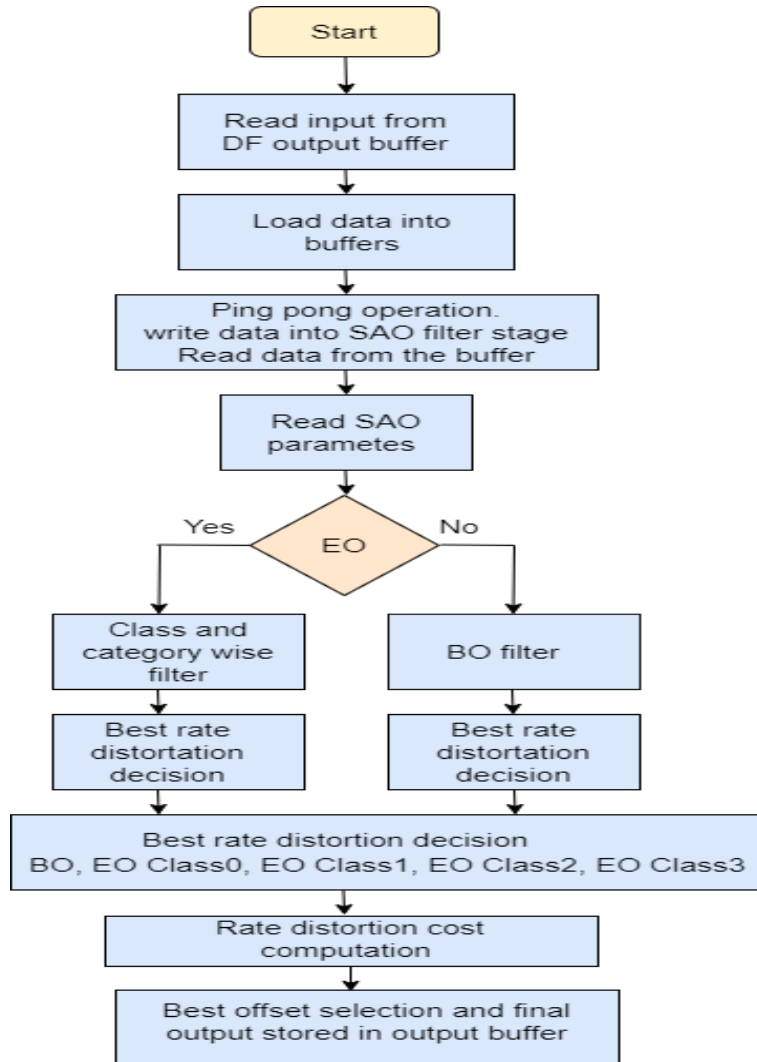 Start
Read input from
DF output buffer
Load data into
buffers
Ping pong operation.
write data into SAO filter stage
Read data from the buffer
Read SAO
parametes
Yes
No
EO
Class and
category wise
filter
BO filter
Best rate
distortation
decision
Best rate
distortation
decision
Best rate distortion decision
BO, EO Class0, EO Class1, EO Class2, EO Class3
Rate distortion cost
computation
Best offset selection and final
output stored in output buffer